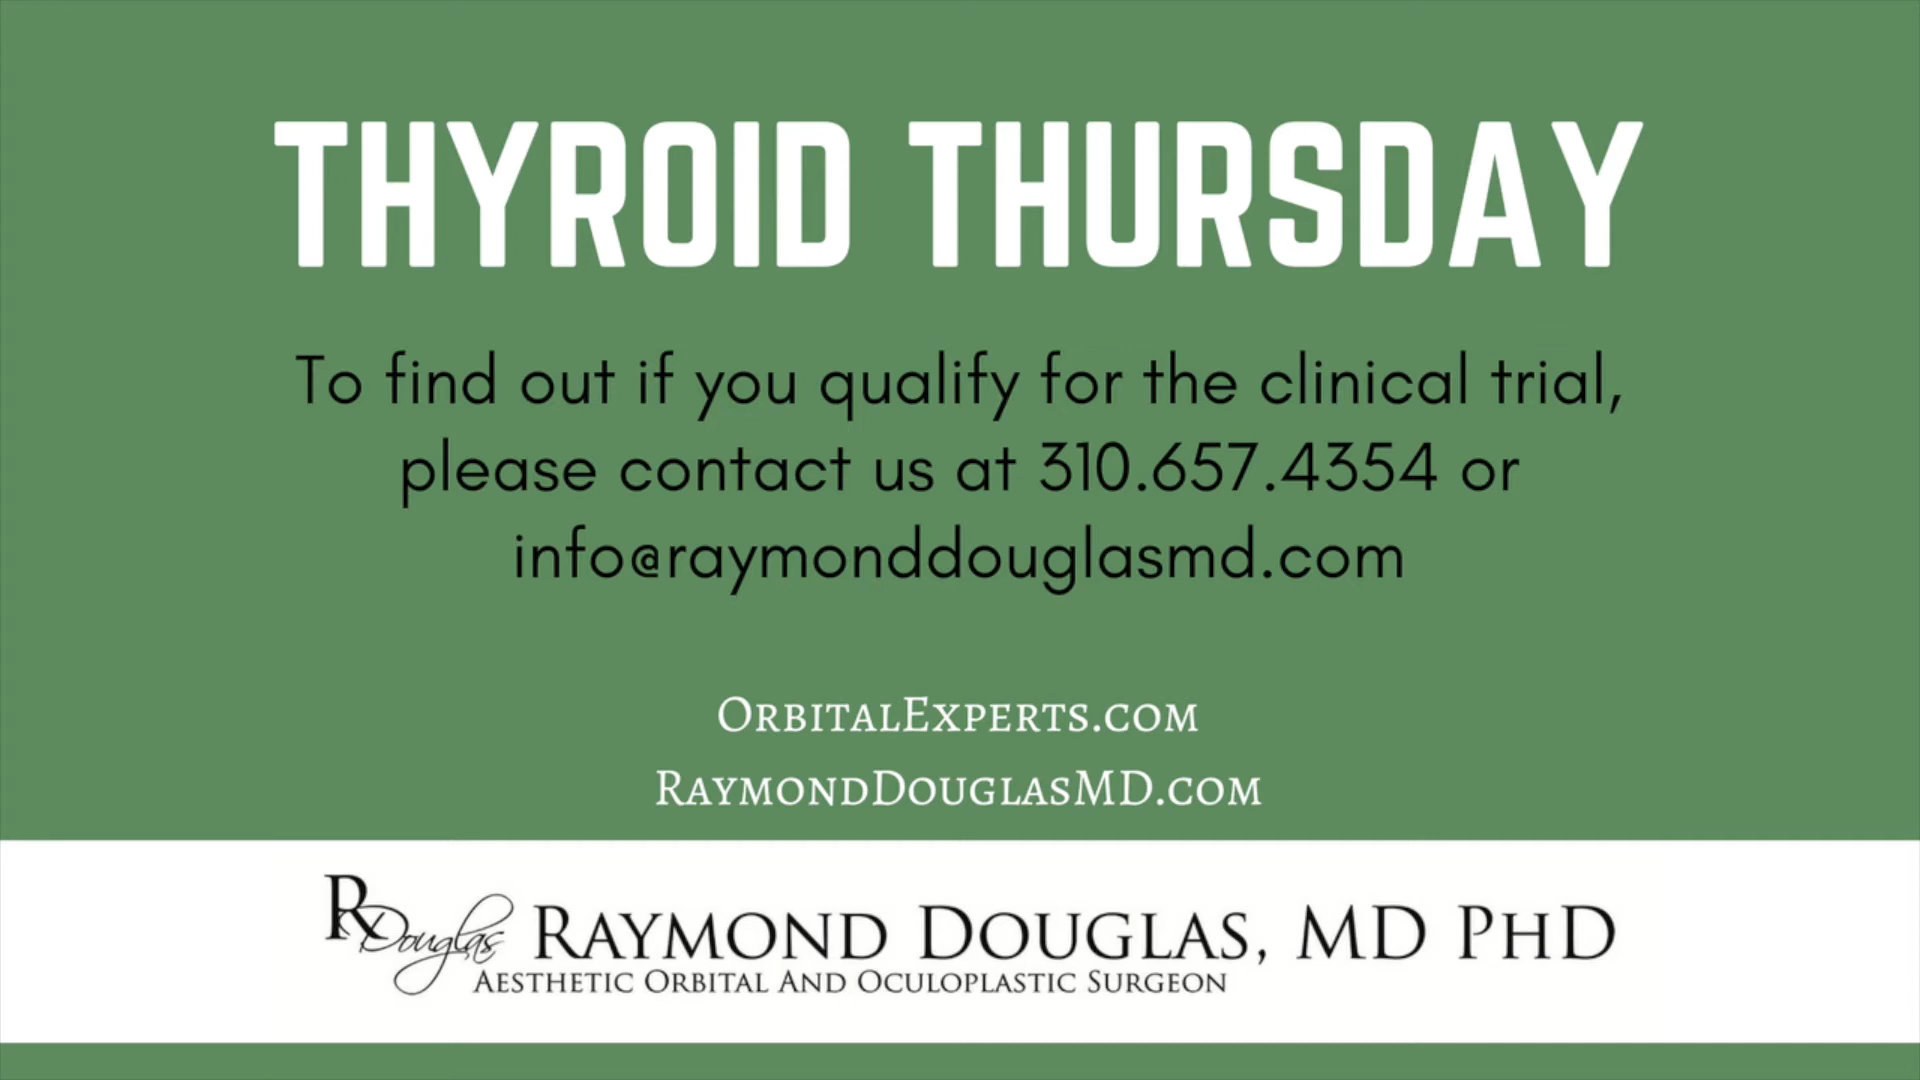 THYROID THURSDAY
To find out if you qualify for the clinical trial,
please contact us at 310.657.4354 or
info@raymonddouglasmd.com
OrbitalExperts.com
RaymondDouglasMD.com
R Douglas
Raymond Douglas, MD PhD
Aesthetic Orbital And Oculoplastic Surgeon